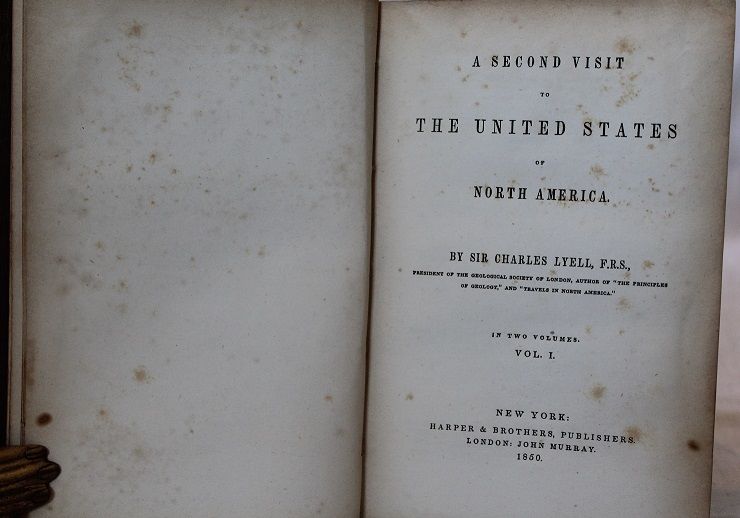 A SECOND VISIT
TO
THE UNITED STATES
OF
NORTH AMERICA.
BY SIR CHARLES LYELL, F.R.S.,
PRESIDENT OF THE GEOLOGICAL SOCIETY OF LONDON, AUTHOR OF "THE PRINCIPLES
OF GEOLOGY," AND "TRAVELS IN NORTH AMERICA."
IN TWO VOLUMES.
VOL. I.
NEW YORK:
HARPER & BROTHERS, PUBLISHERS.
LONDON: JOHN MURRAY.
1850.